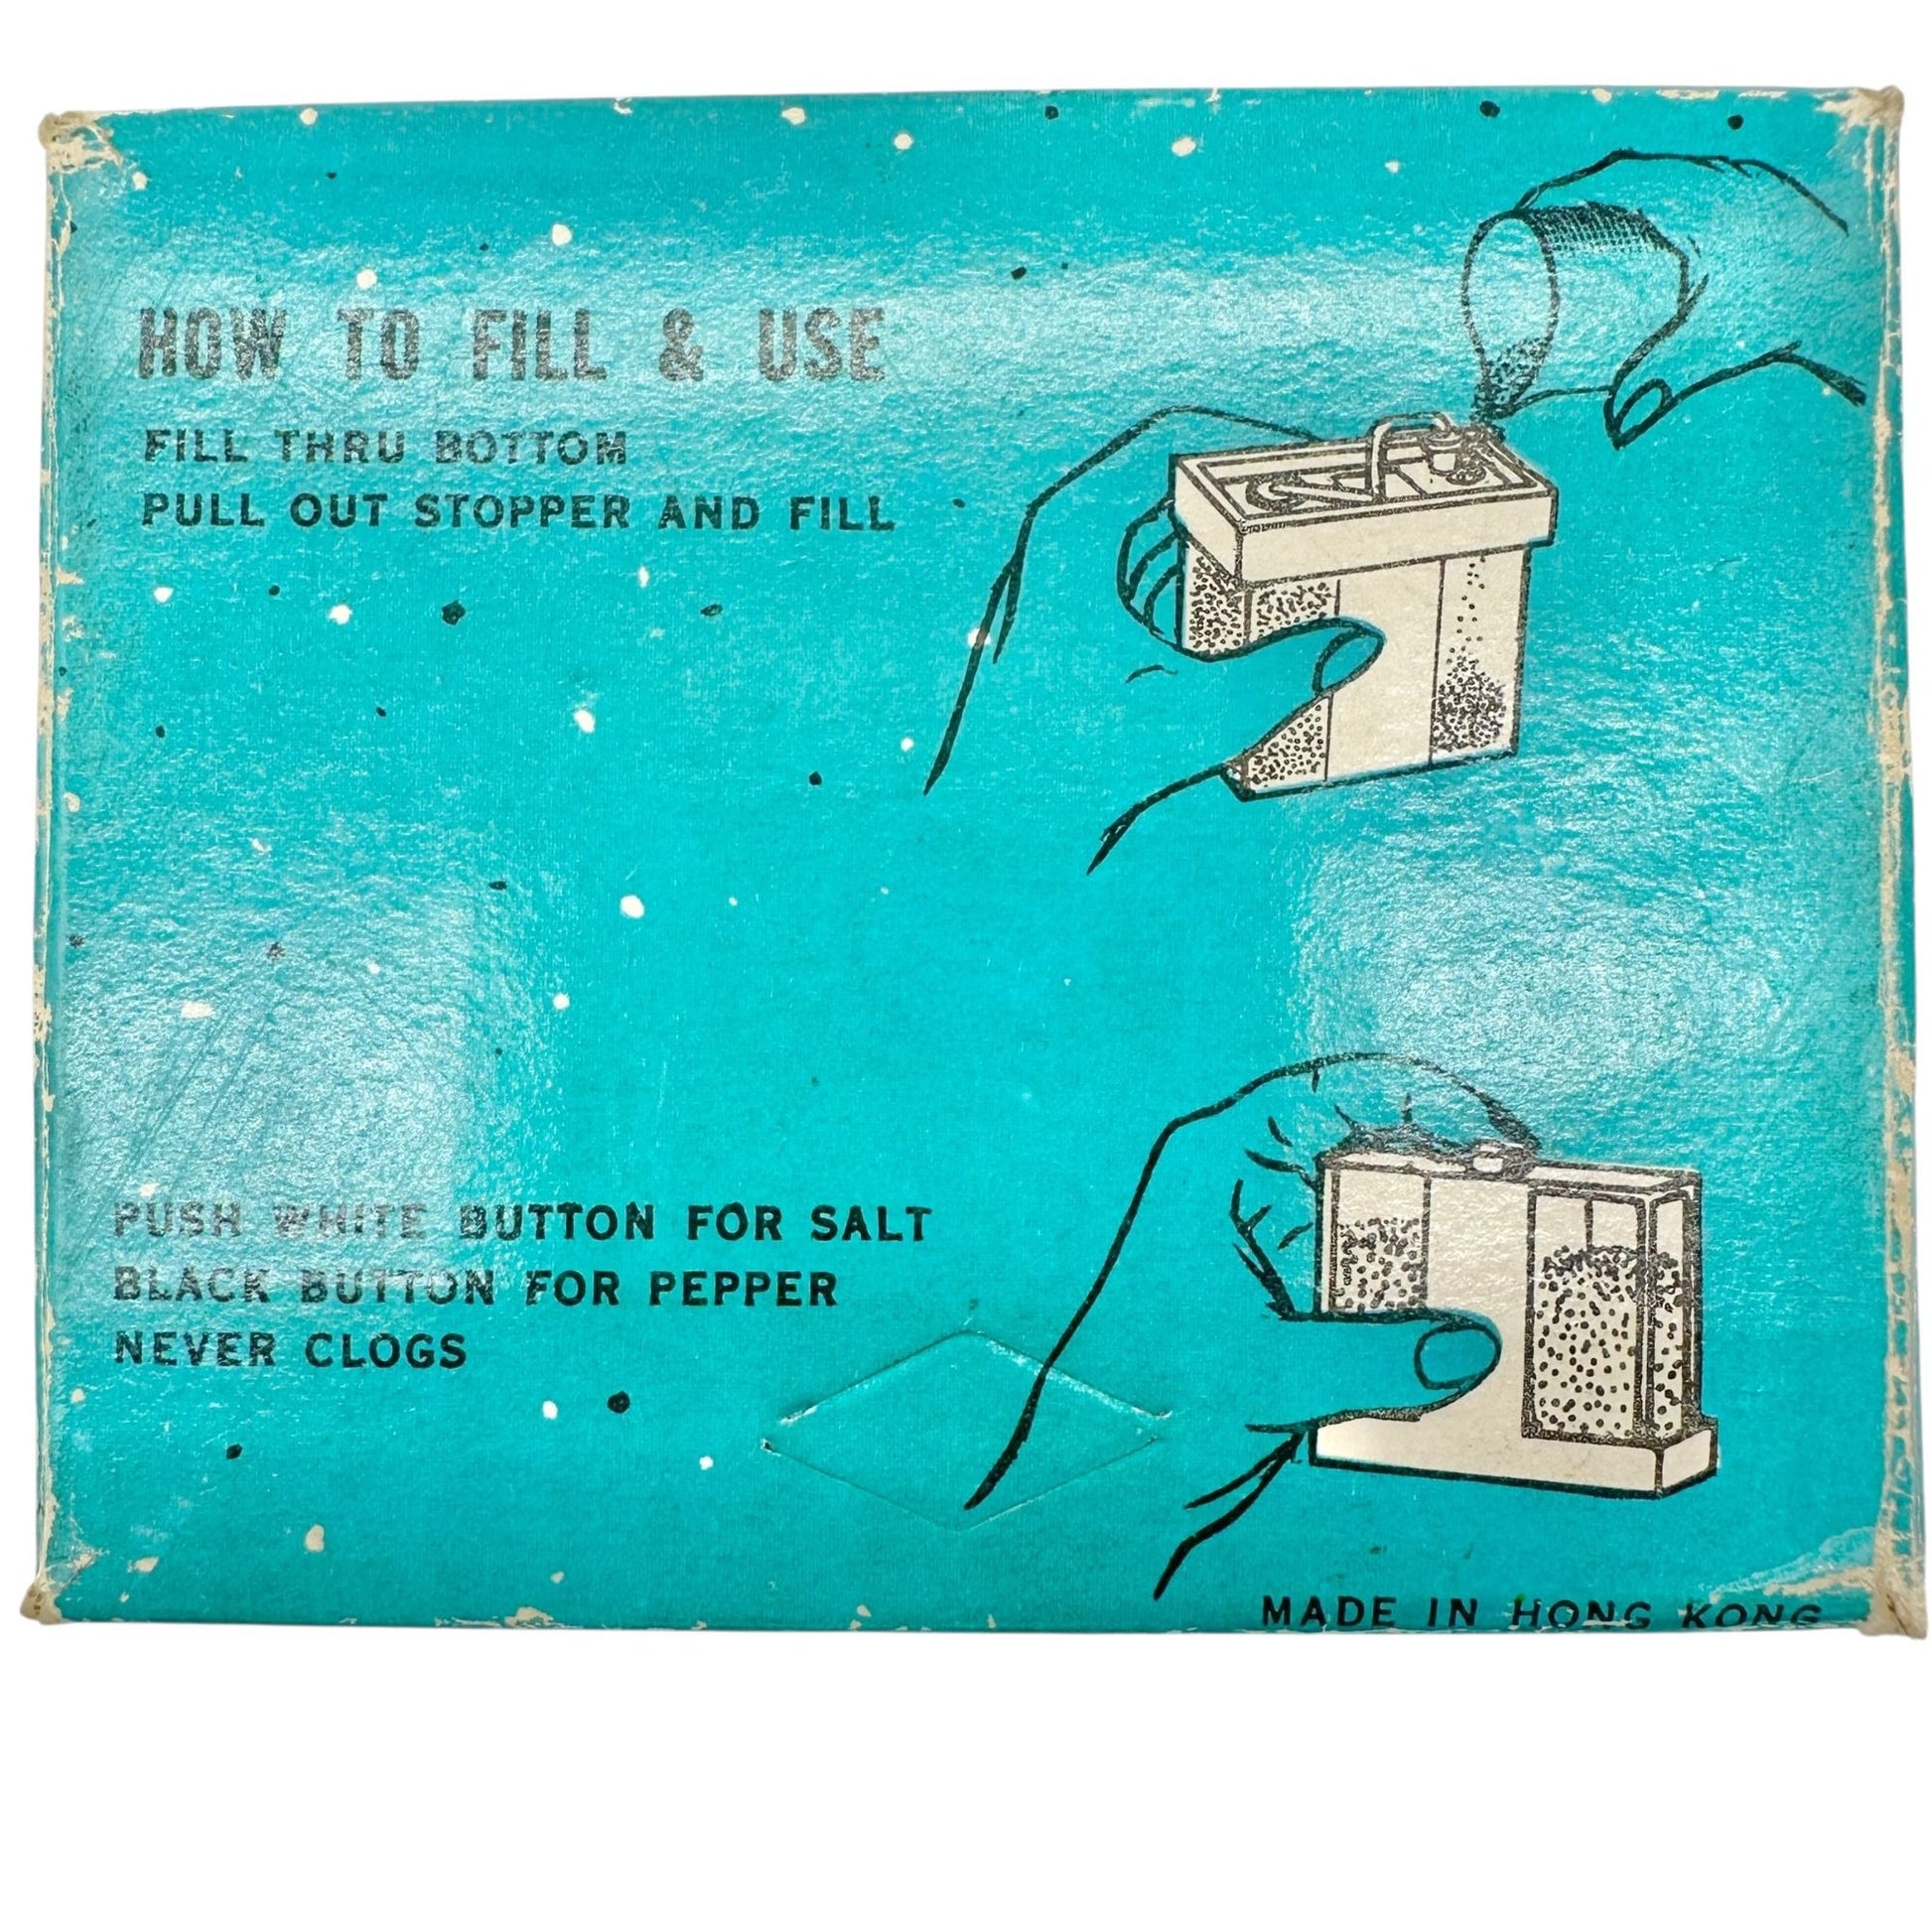 HOW TO FILL & USE
FILL THRU BOTTOM
PULL OUT STOPPER AND FILL
PUSH WHITE BUTTON FOR SALT
BLACK BUTTON FOR PEPPER
NEVER CLOGS
MADE IN HONG KONG